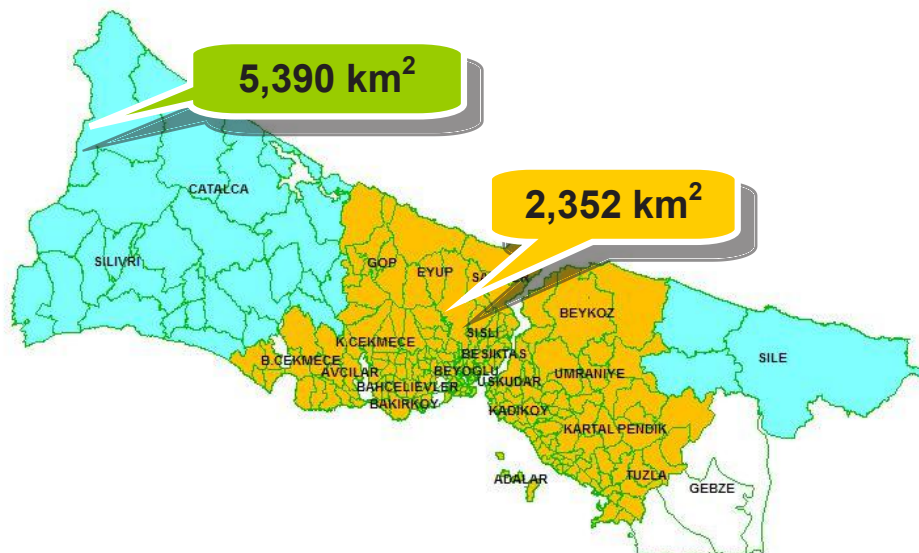 5,390 km²
CATALCA
2,352 km²
SILIVRI
GOP
EYUP
BEYKOZ
SISLI
K.CEKMECE
BESIKTAS
B.CEKMECE
AVCILAR
BEYOGLU
UMRANIYE
SILE
BAHCELIEVLER
USKUDAR
BAKIRKOY
KADIKOY
KARTAL PENDIK
ADALAR
TUZLA
GEBZE